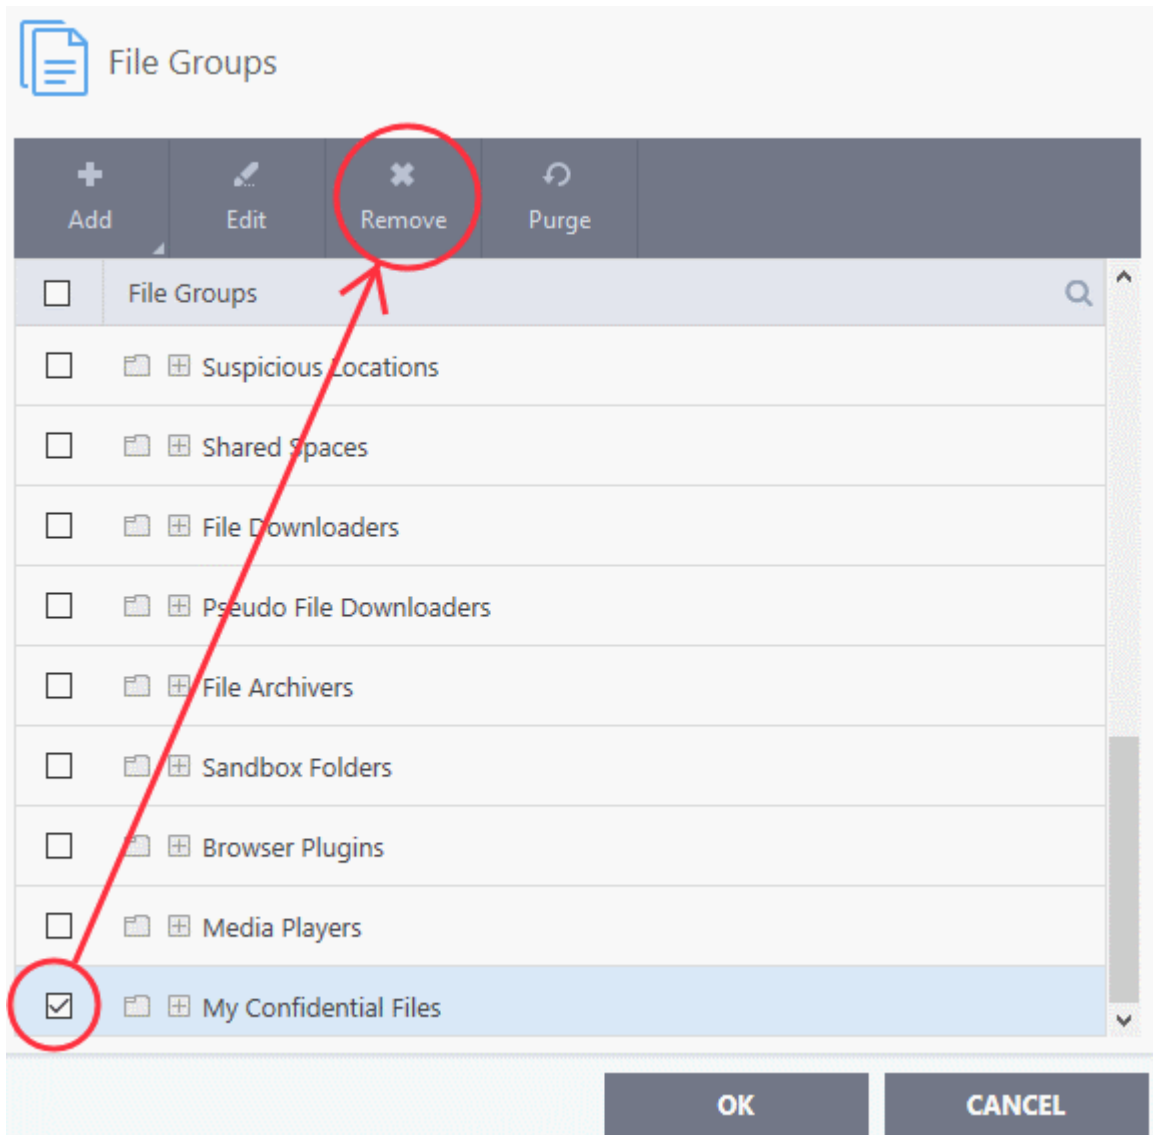 File Groups
Add Edit Remove Purge
File Groups
Suspicious Locations
Shared Spaces
File Downloaders
Pseudo File Downloaders
File Archivers
Sandbox Folders
Browser Plugins
Media Players
My Confidential Files
OK CANCEL